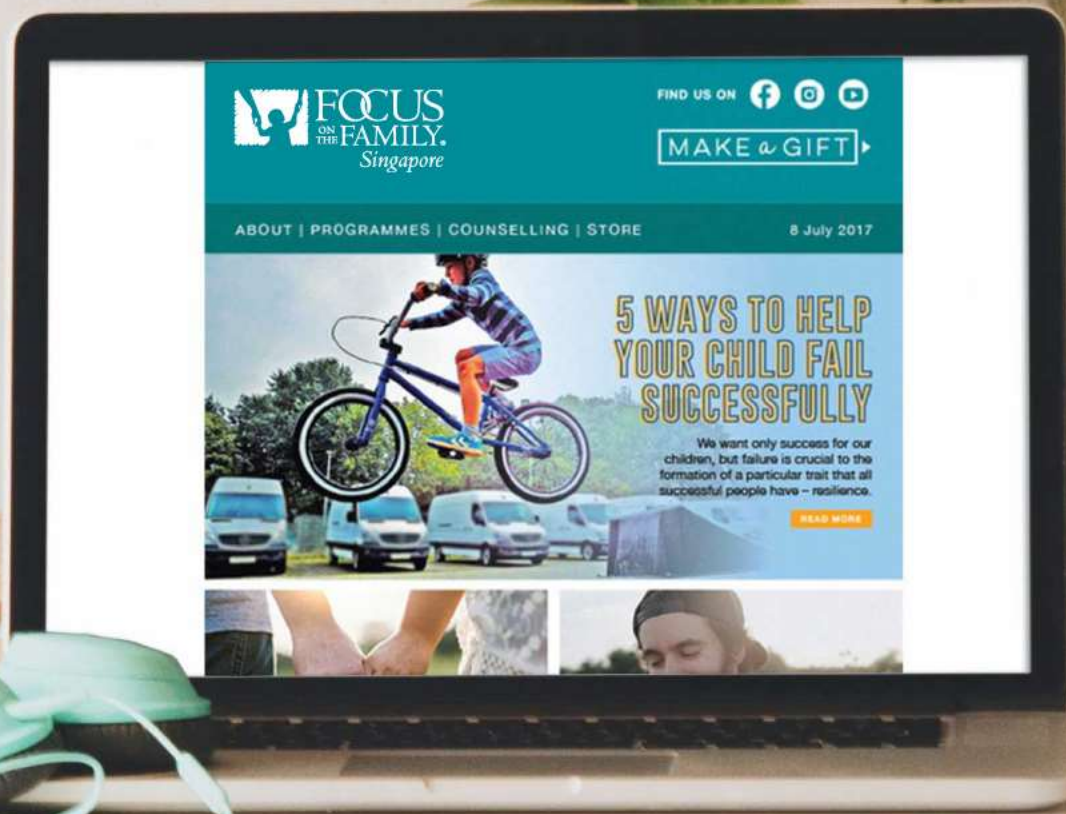 FOCUS
ON THE FAMILY.
Singapore
FIND US ON
MAKE a GIFT
ABOUT | PROGRAMMES | COUNSELLING | STORE
8 July 2017
5 WAYS TO HELP
YOUR CHILD FAIL
SUCCESSFULLY
We want only success for our
children, but failure is crucial to the
formation of a particular trait that all
successful people have – resilience.
READ MORE